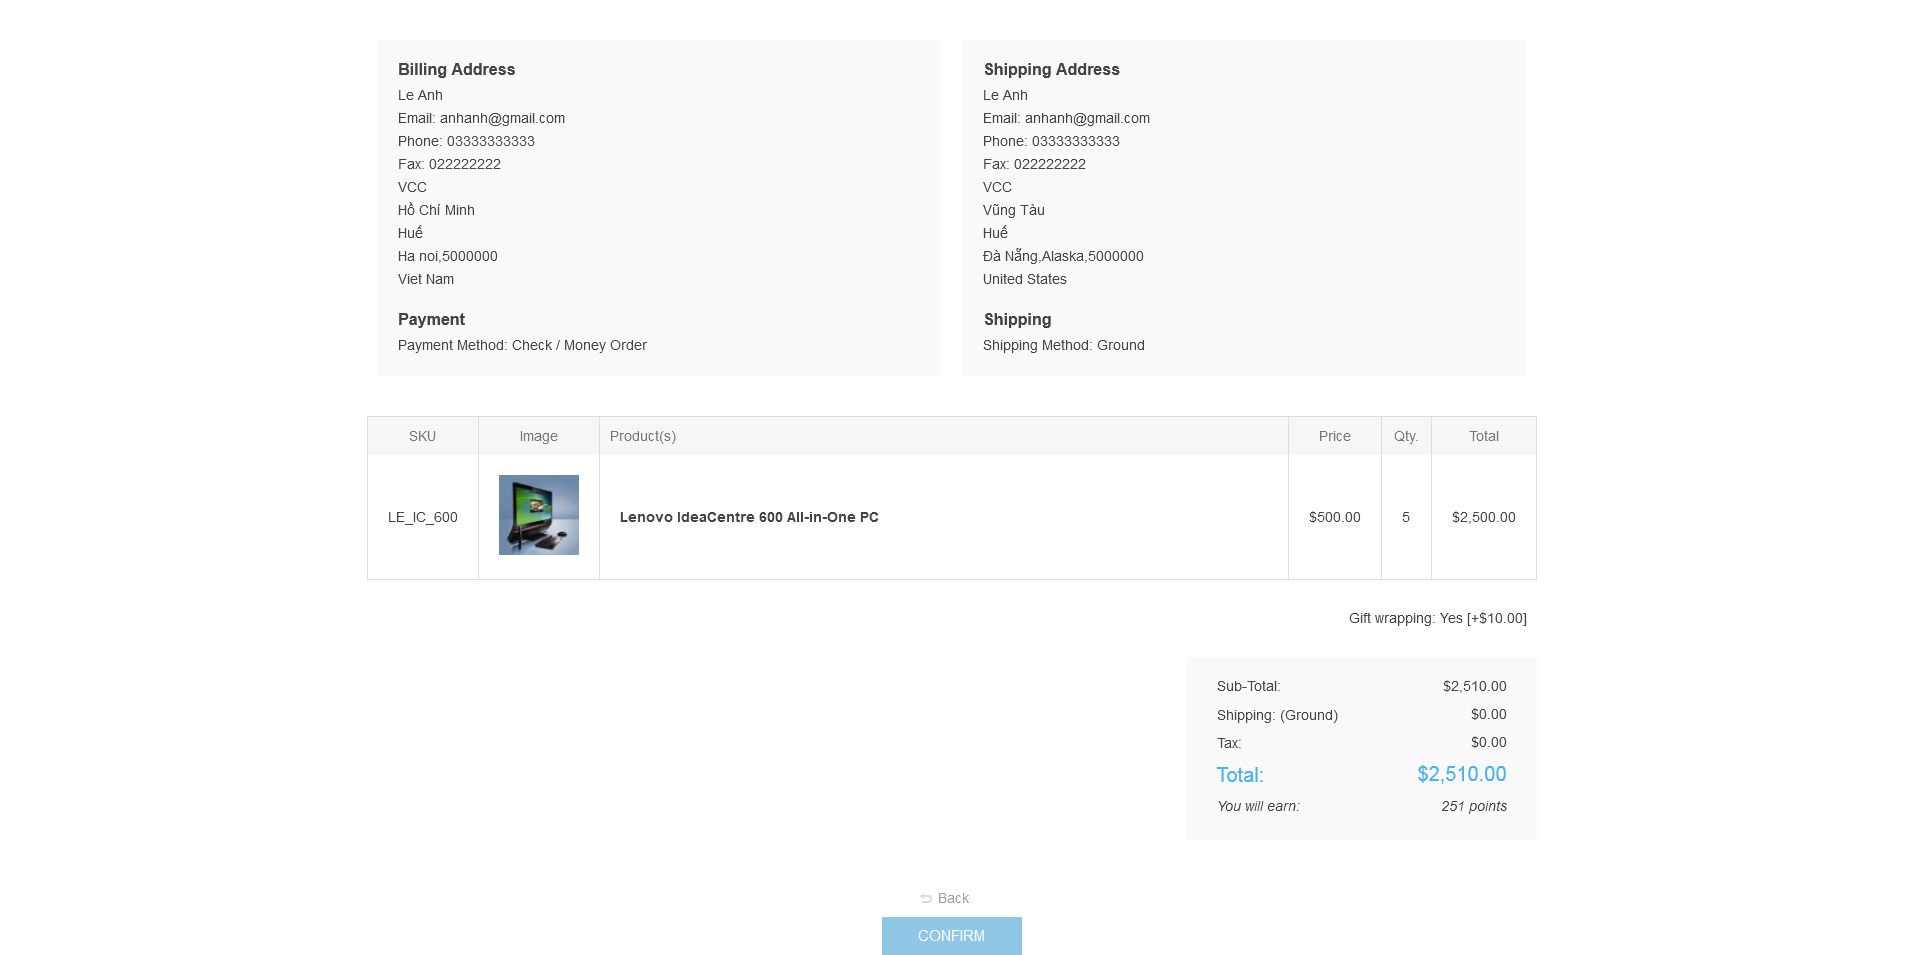 Billing Address
Le Anh
Email: anhanh@gmail.com
Phone: 03333333333
Fax: 022222222
VCC
Hồ Chí Minh
Huế
Ha noi,5000000
Viet Nam
Payment
Payment Method: Check / Money Order
Shipping Address
Le Anh
Email: anhanh@gmail.com
Phone: 03333333333
Fax: 022222222
VCC
Vũng Tàu
Huế
Đà Nẵng,Alaska,5000000
United States
Shipping
Shipping Method: Ground
SKU Image Product(s) Price Qty. Total
LE_IC_600 Lenovo IdeaCentre 600 All-in-One PC $500.00 5 $2,500.00
Gift wrapping: Yes [+$10.00]
Sub-Total: $2,510.00
Shipping: (Ground) $0.00
Tax: $0.00
Total: $2,510.00
You will earn: 251 points
Back
CONFIRM